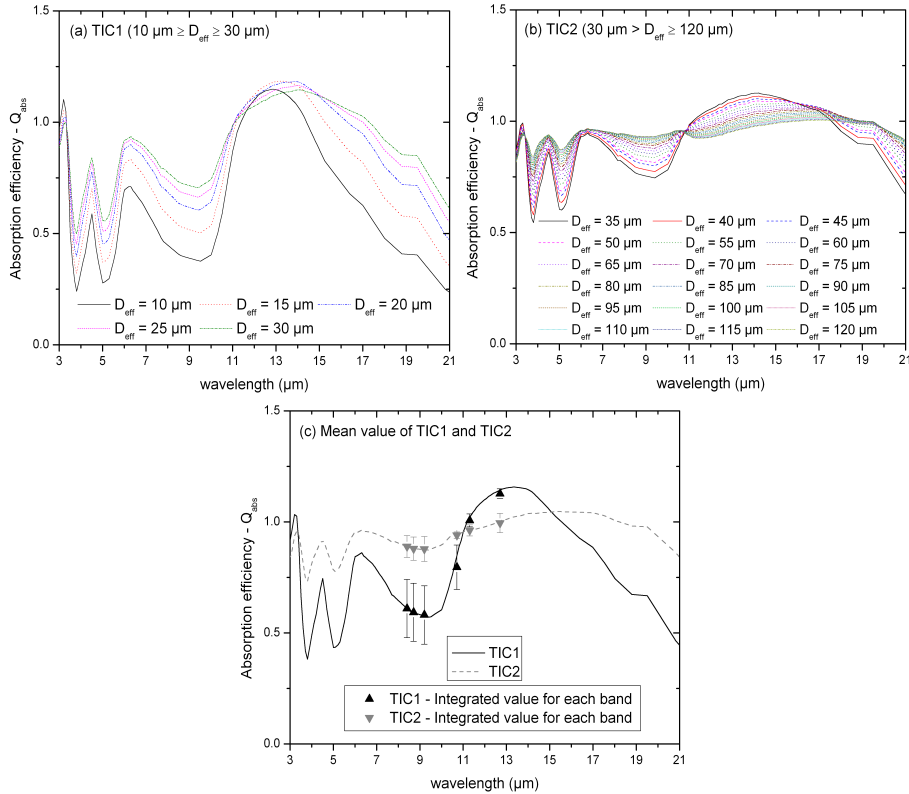 (a) TIC1 (10 µm ≥ Deff ≥ 30 µm)
Absorption efficiency - Qabs
1.5
1.0
0.5
0.0
Deff = 10 µm Deff = 15 µm Deff = 20 µm
Deff = 25 µm Deff = 30 µm
3 5 7 9 11 13 15 17 19 21
wavelength (µm)
(b) TIC2 (30 µm > Deff ≥ 120 µm)
Absorption efficiency - Qabs
1.5
1.0
0.5
0.0
Deff = 35 µm Deff = 40 µm Deff = 45 µm
Deff = 50 µm Deff = 55 µm Deff = 60 µm
Deff = 65 µm Deff = 70 µm Deff = 75 µm
Deff = 80 µm Deff = 85 µm Deff = 90 µm
Deff = 95 µm Deff = 100 µm Deff = 105 µm
Deff = 110 µm Deff = 115 µm Deff = 120 µm
3 5 7 9 11 13 15 17 19 21
wavelength (µm)
(c) Mean value of TIC1 and TIC2
Absorption efficiency - Qabs
1.5
1.0
0.5
0.0
TIC1
TIC2
TIC1 - Integrated value for each band
TIC2 - Integrated value for each band
3 5 7 9 11 13 15 17 19 21
wavelength (µm)